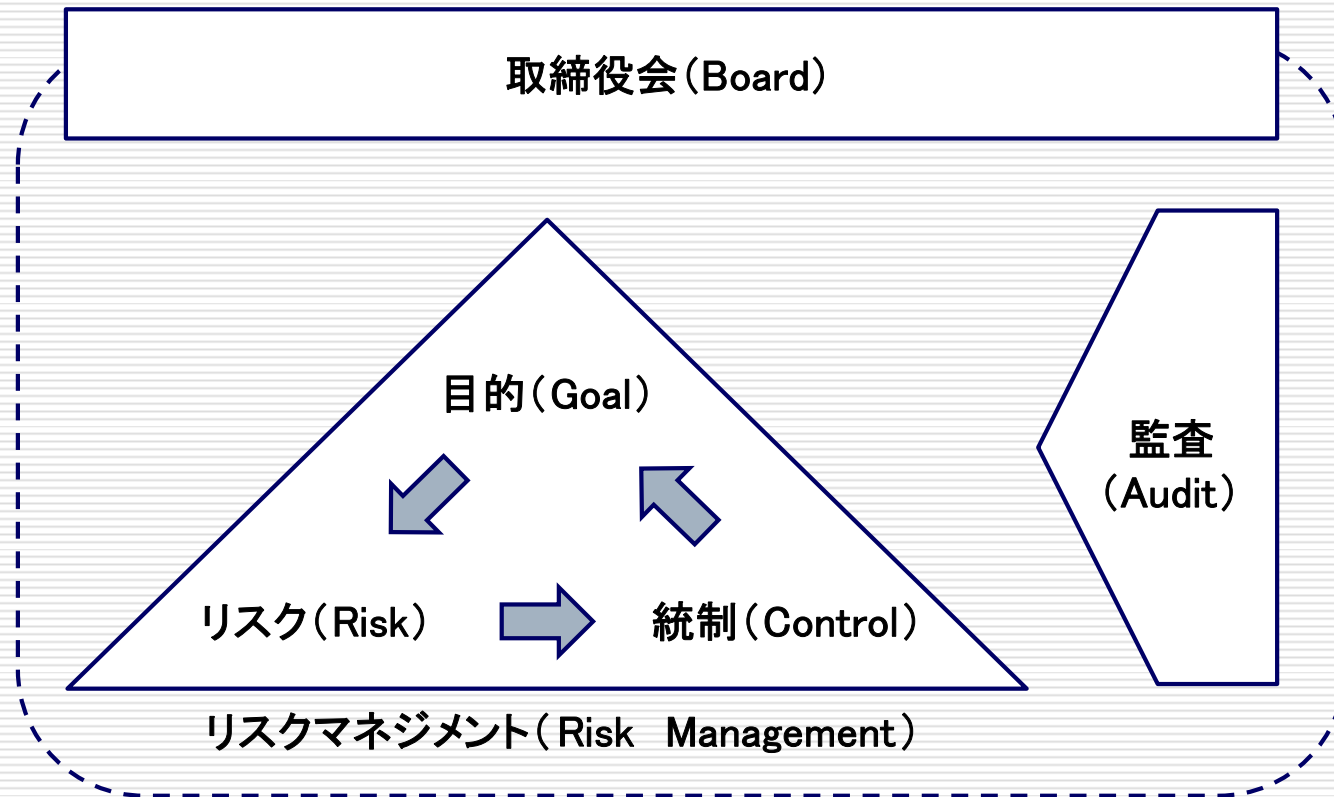 取締役会(Board)
目的(Goal)
監査
(Audit)
リスク(Risk)
統制(Control)
リスクマネジメント(Risk Management)